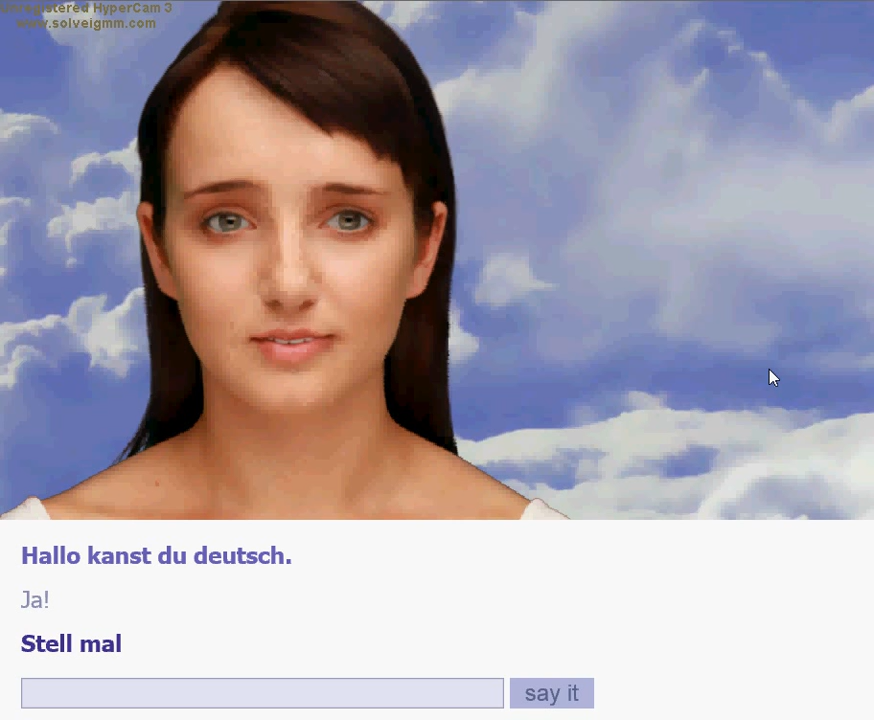 Unregistered HyperCam 3
www.solveigmm.com
Hallo kanst du deutsch.
Ja!
Stell mal
say it